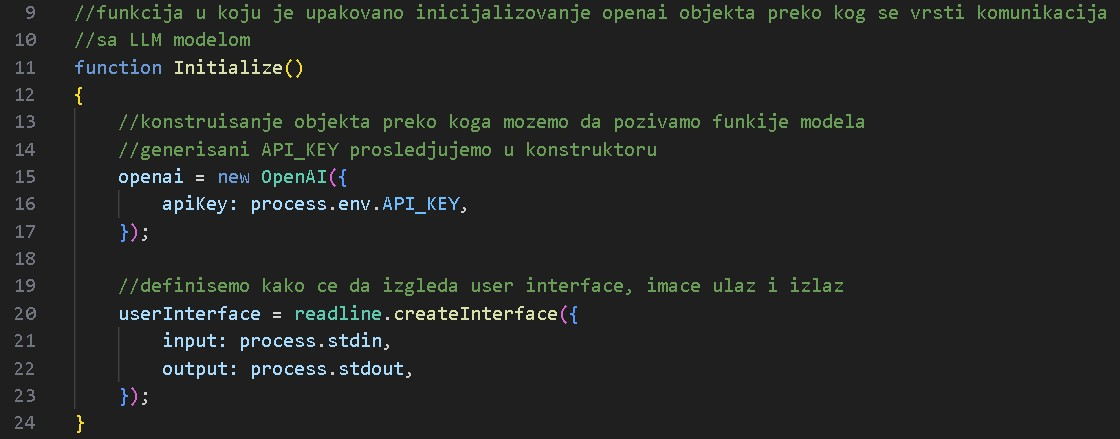 9 //funkcija u koju je upakovano inicijalizovanje openai objekta preko kog se vrsti komunikacija
10 //sa LLM modelom
11 function Initialize()
12 {
13 //konstruisanje objekta preko koga mozemo da pozivamo funkije modela
14 //generisani API_KEY prosledjujemo u konstruktoru
15 openai = new OpenAI({
16 apiKey: process.env.API_KEY,
17 });
18
19 //definisemo kako ce da izgleda user interface, imace ulaz i izlaz
20 userInterface = readline.createInterface({
21 input: process.stdin,
22 output: process.stdout,
23 });
24 }